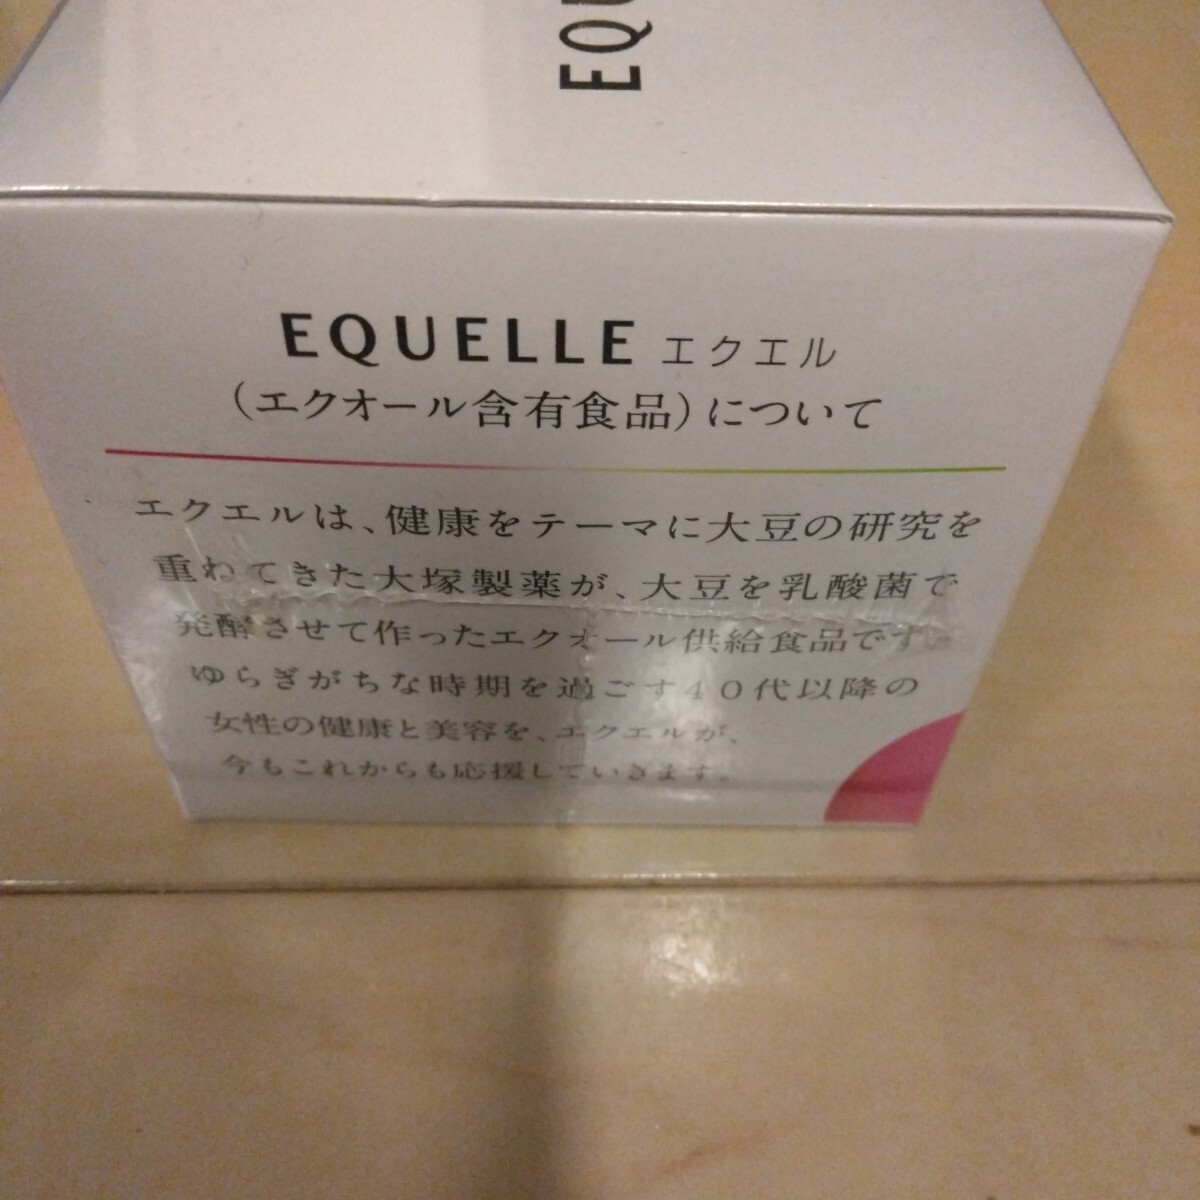 EQU
EQUELLE エクエル
(エクオール含有食品)について
エクエルは、健康をテーマに大豆の研究を
重ねてきた大塚製薬が、大豆を乳酸菌で
発酵させて作ったエクオール供給食品です
ゆらぎがちな時期を過ごす40代以降の
女性の健康と美容を、エクエルが、
今もこれからも応援していきます。